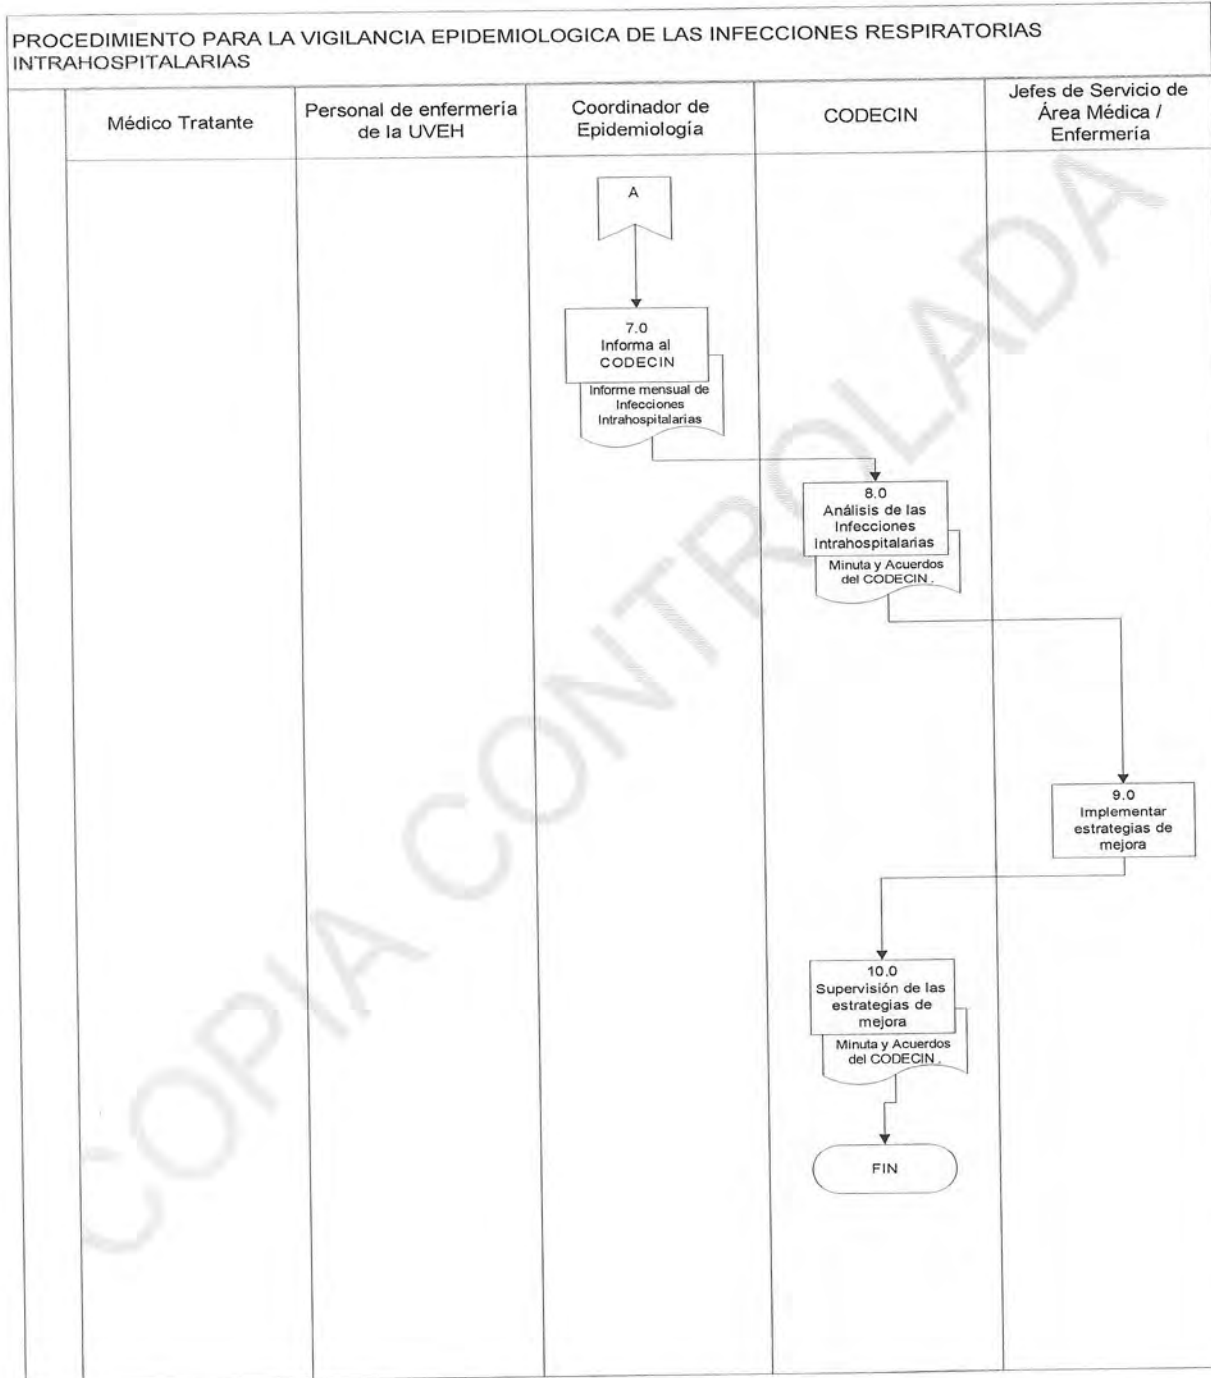 PROCEDIMIENTO PARA LA VIGILANCIA EPIDEMIOLOGICA DE LAS INFECCIONES RESPIRATORIAS
INTRAHOSPITALARIAS
Médico Tratante
Personal de enfermería
de la UVEH
Coordinador de
Epidemiología
CODECIN
Jefes de Servicio de
Área Médica /
Enfermería
A
7.0
Informa al
CODECIN
Informe mensual de
Infecciones
Intrahospitalarias
8.0
Análisis de las
Infecciones
Intrahospitalarias
Minuta y Acuerdos
del CODECIN .
9.0
Implementar
estrategias de
mejora
10.0
Supervisión de las
estrategias de
mejora
Minuta y Acuerdos
del CODECIN .
FIN
COPIA CONTROLADA